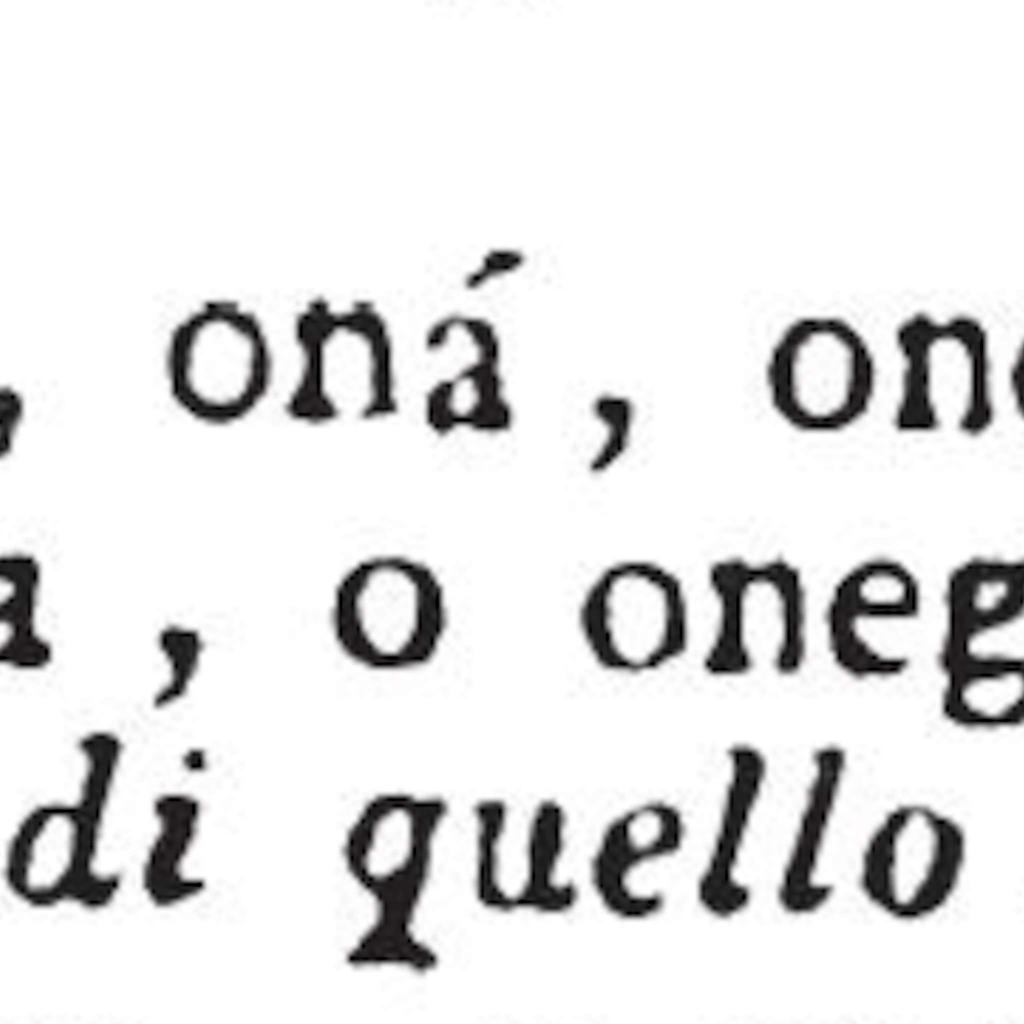 , oná, on
, o oneg
di quello